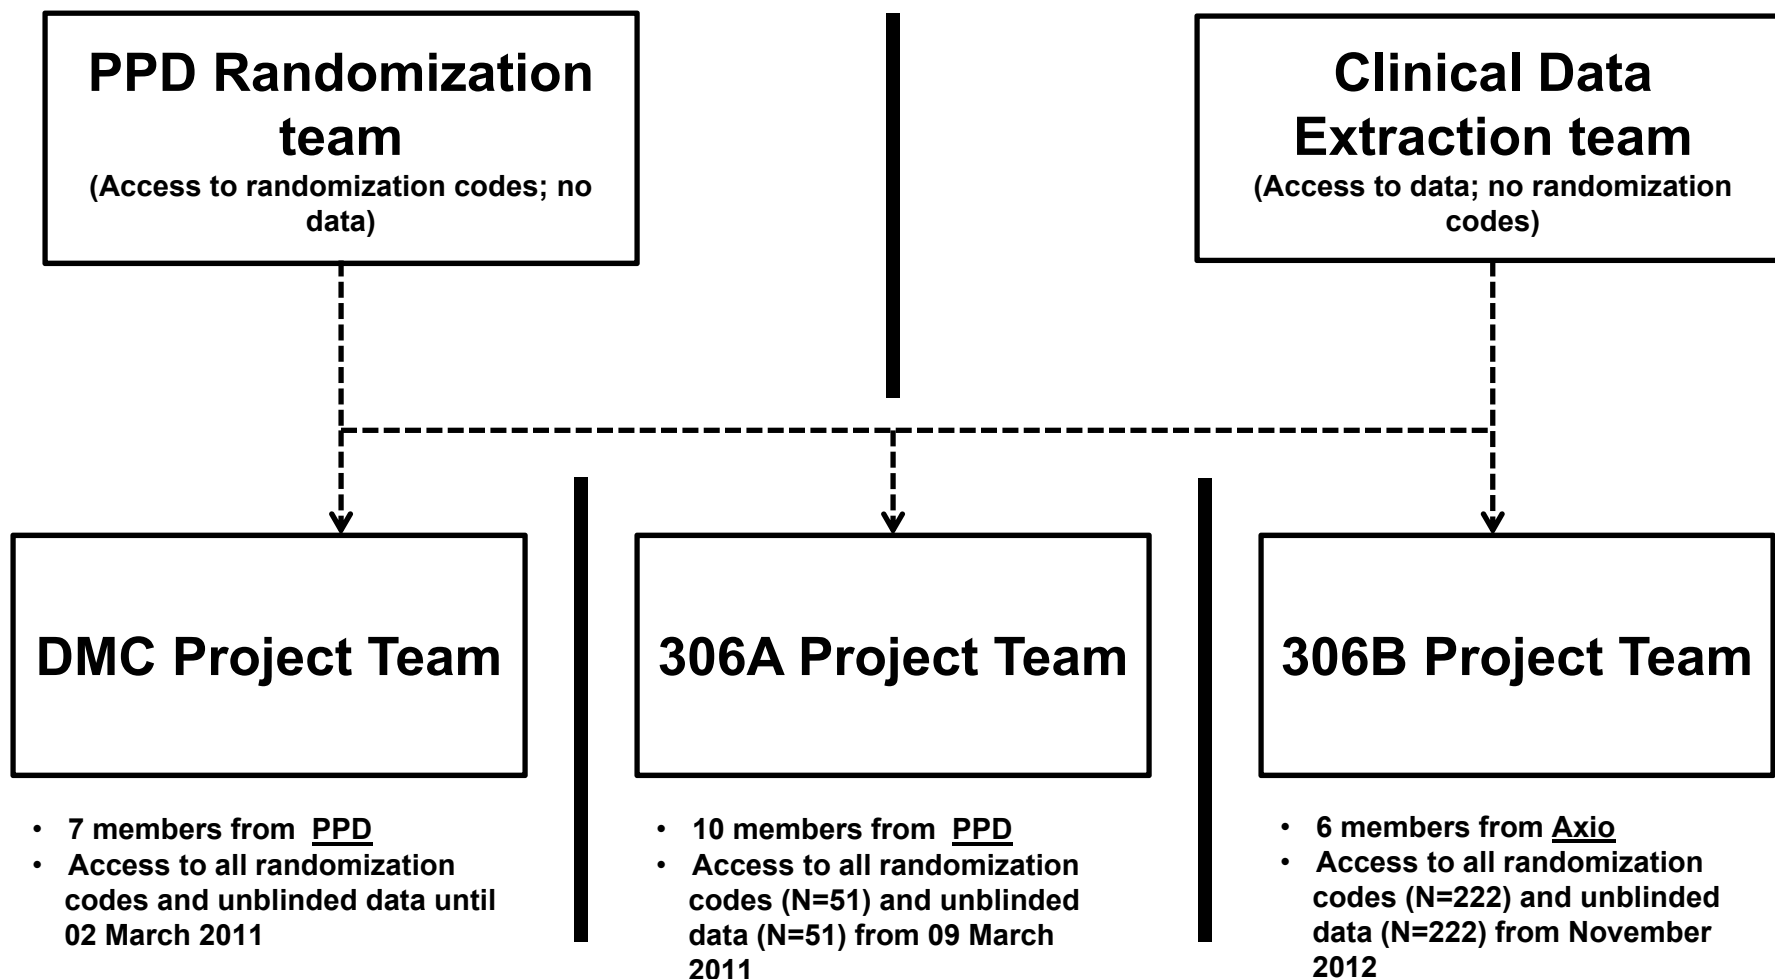 PPD Randomization
team
(Access to randomization codes; no
data)
Clinical Data
Extraction team
(Access to data; no randomization
codes)
DMC Project Team
306A Project Team
306B Project Team
• 7 members from PPD
• Access to all randomization
codes and unblinded data until
02 March 2011
• 10 members from PPD
• Access to all randomization
codes (N=51) and unblinded
data (N=51) from 09 March
2011
• 6 members from Axio
• Access to all randomization
codes (N=222) and unblinded
data (N=222) from November
2012